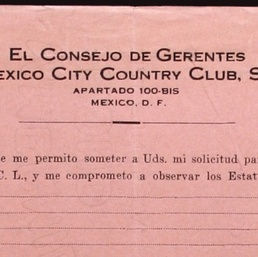 EL CONSEJO DE GERENTES
EXICO CITY COUNTRY CLUB, S
APARTADO 100-BIS
MEXICO, D. F.
e me permito someter a Uds. mi solicitud pa
C. L., y me comprometo a observar los Estat